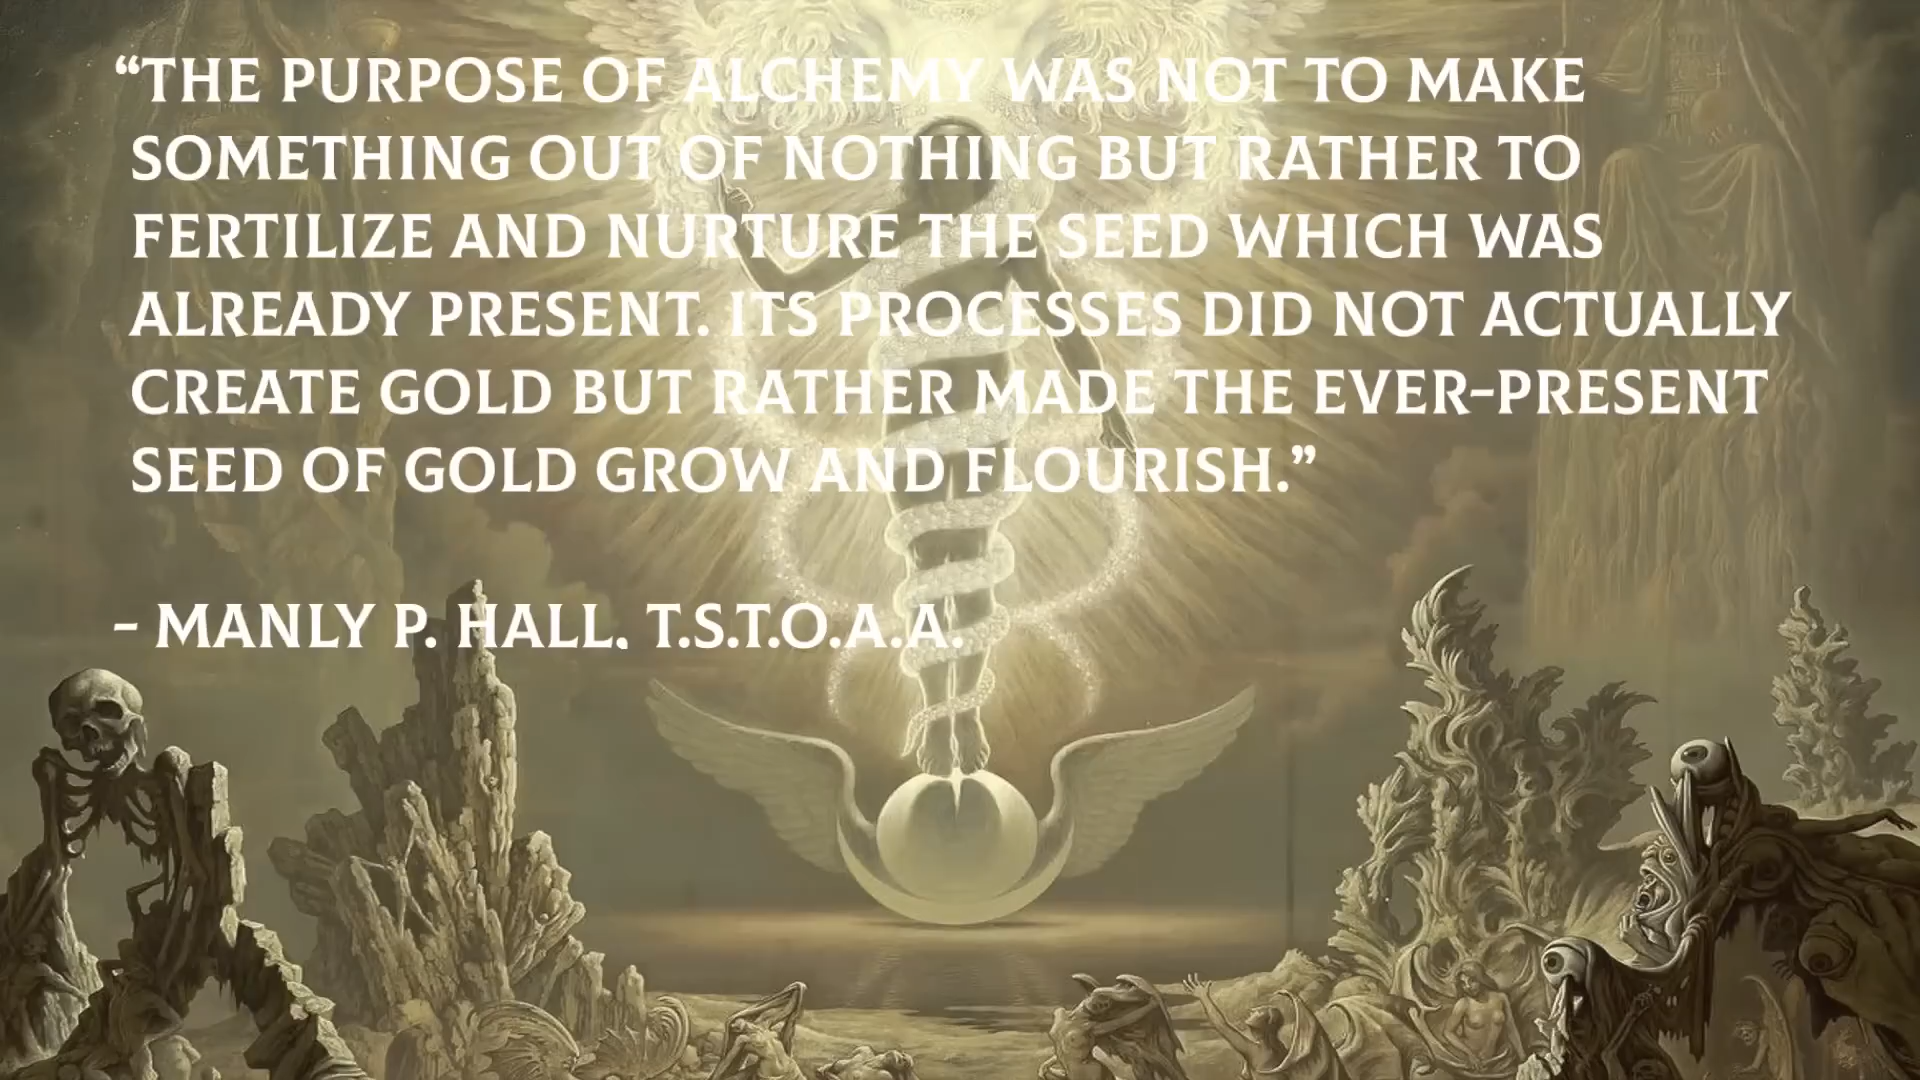 “THE PURPOSE OF ALCHEMY WAS NOT TO MAKE
SOMETHING OUT OF NOTHING BUT RATHER TO
FERTILIZE AND NURTURE THE SEED WHICH WAS
ALREADY PRESENT. ITS PROCESSES DID NOT ACTUALLY
CREATE GOLD BUT RATHER MADE THE EVER-PRESENT
SEED OF GOLD GROW AND FLOURISH.”
- MANLY P. HALL, T.S.T.O.A.A.